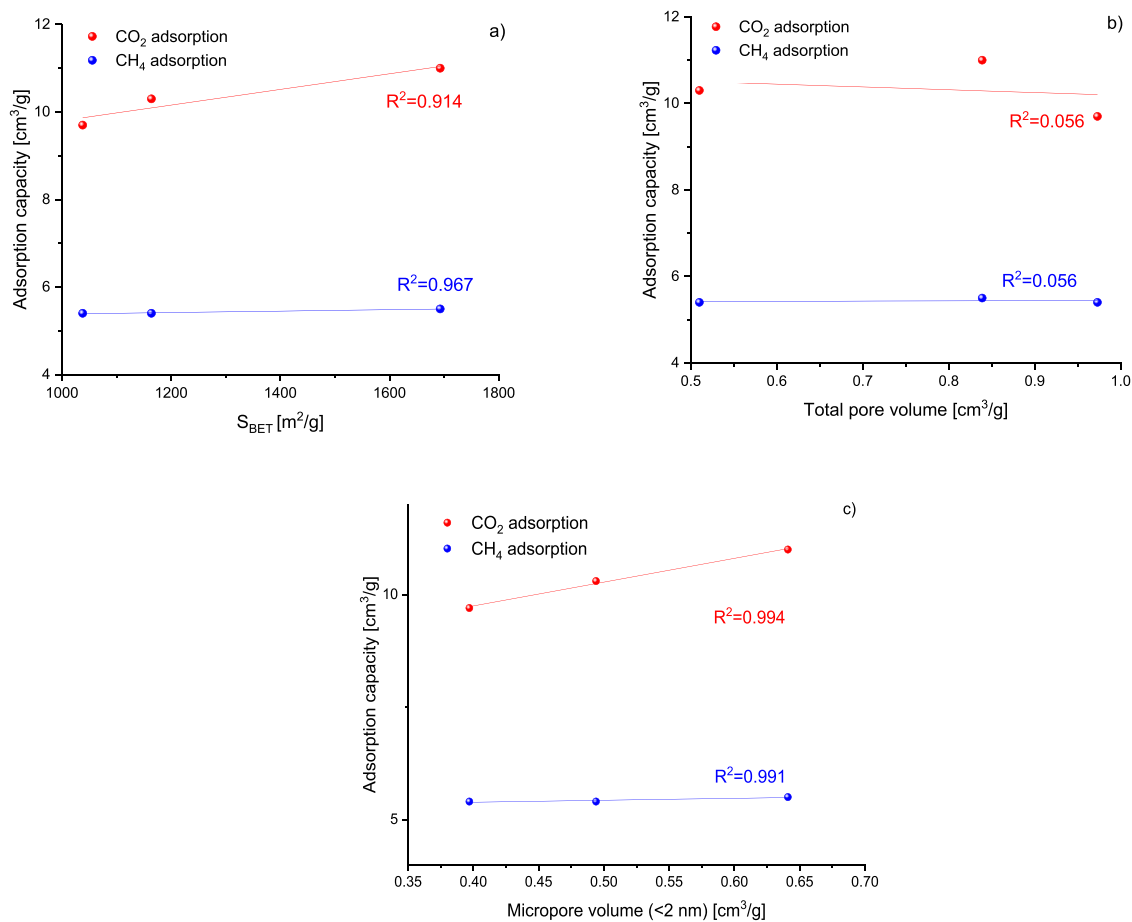 a)
CO₂ adsorption
CH₄ adsorption
R²=0.914
R²=0.967
12
10
8
6
4
1000
1200
1400
1600
1800
Adsorption capacity [cm³/g]
S_BET [m²/g]
b)
CO₂ adsorption
CH₄ adsorption
R²=0.056
R²=0.056
12
10
8
6
4
0.5
0.6
0.7
0.8
0.9
1.0
Adsorption capacity [cm³/g]
Total pore volume [cm³/g]
c)
CO₂ adsorption
CH₄ adsorption
R²=0.994
R²=0.991
10
5
0.35
0.40
0.45
0.50
0.55
0.60
0.65
0.70
Adsorption capacity [cm³/g]
Micropore volume (<2 nm) [cm³/g]